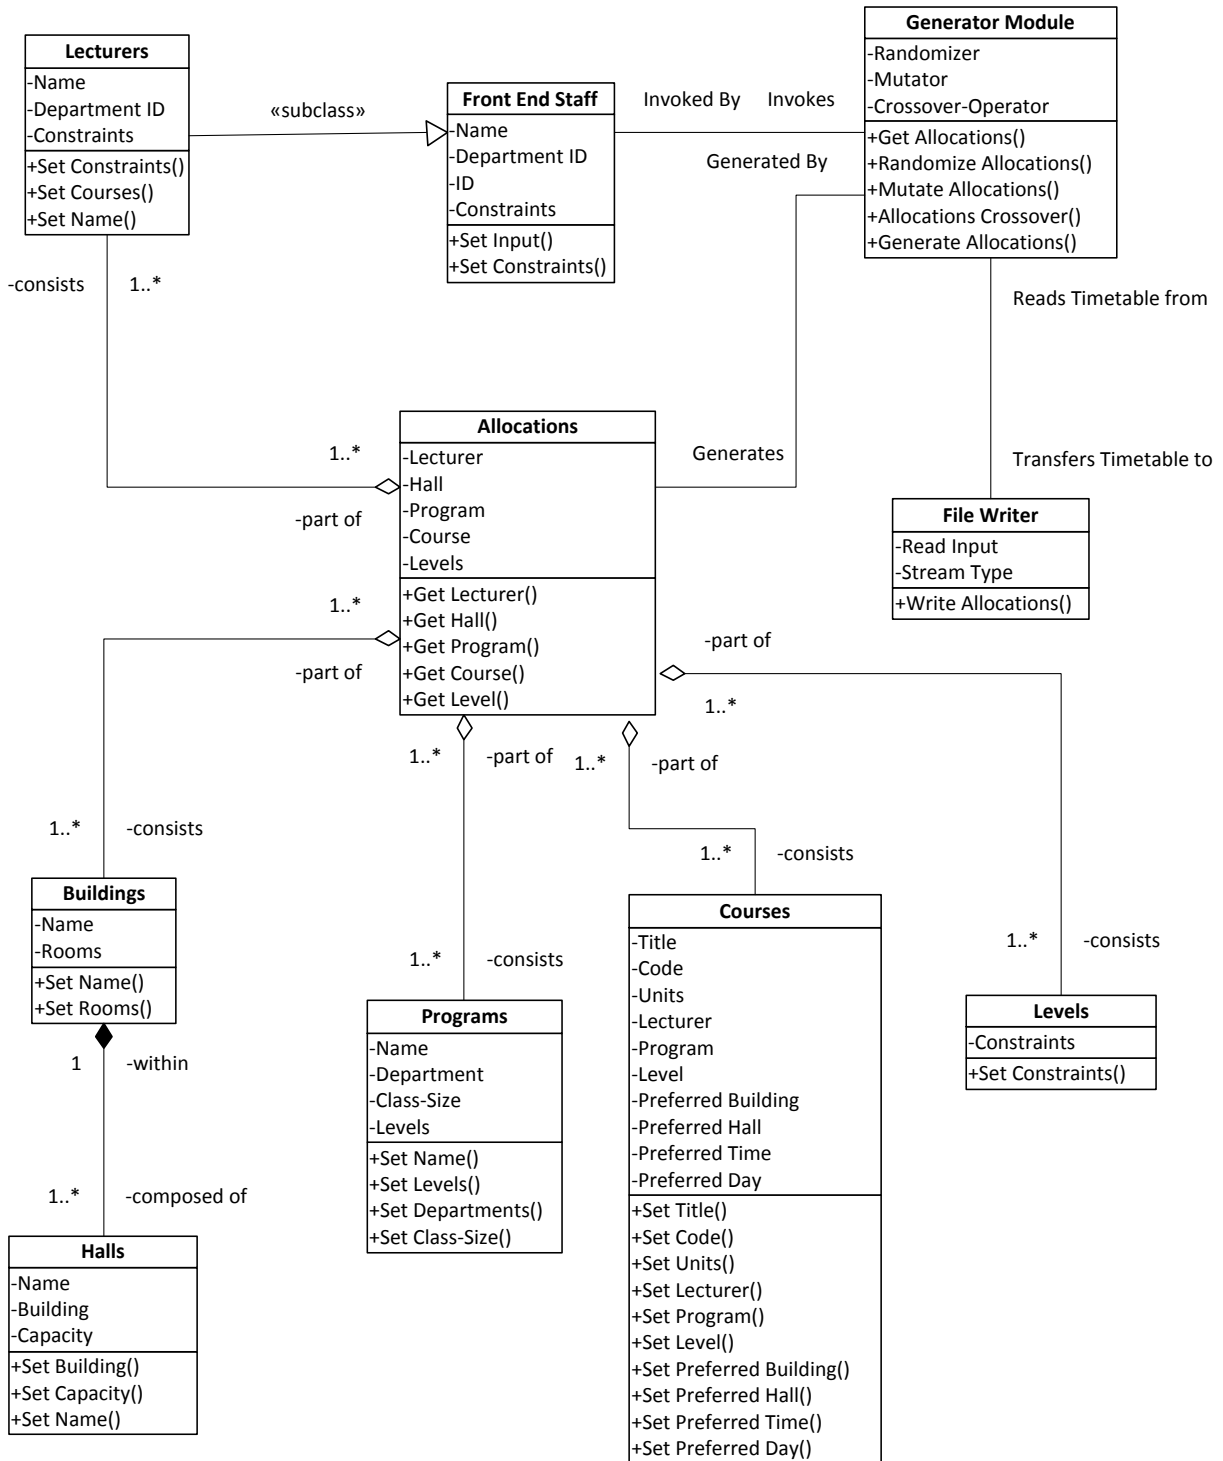 Lecturers
-Name
-Department ID
-Constraints
+Set Constraints()
+Set Courses()
+Set Name()
«subclass»
Front End Staff
-Name
-Department ID
-ID
-Constraints
+Set Input()
+Set Constraints()
Invoked By
Invokes
Generated By
Generator Module
-Randomizer
-Mutator
-Crossover-Operator
+Get Allocations()
+Randomize Allocations()
+Mutate Allocations()
+Allocations Crossover()
+Generate Allocations()
-consists
1..*
Reads Timetable from
1..*
-part of
Allocations
-Lecturer
-Hall
-Program
-Course
-Levels
+Get Lecturer()
+Get Hall()
+Get Program()
+Get Course()
+Get Level()
Generates
Transfers Timetable to
File Writer
-Read Input
-Stream Type
+Write Allocations()
1..*
-part of
-part of
1..*
1..*
-part of
1..*
-part of
1..*
-consists
1..*
-consists
Buildings
-Name
-Rooms
+Set Name()
+Set Rooms()
1
-within
1..*
-composed of
Halls
-Name
-Building
-Capacity
+Set Building()
+Set Capacity()
+Set Name()
1..*
-consists
Programs
-Name
-Department
-Class-Size
-Levels
+Set Name()
+Set Levels()
+Set Departments()
+Set Class-Size()
Courses
-Title
-Code
-Units
-Lecturer
-Program
-Level
-Preferred Building
-Preferred Hall
-Preferred Time
-Preferred Day
+Set Title()
+Set Code()
+Set Units()
+Set Lecturer()
+Set Program()
+Set Level()
+Set Preferred Building()
+Set Preferred Hall()
+Set Preferred Time()
+Set Preferred Day()
1..*
-consists
Levels
-Constraints
+Set Constraints()